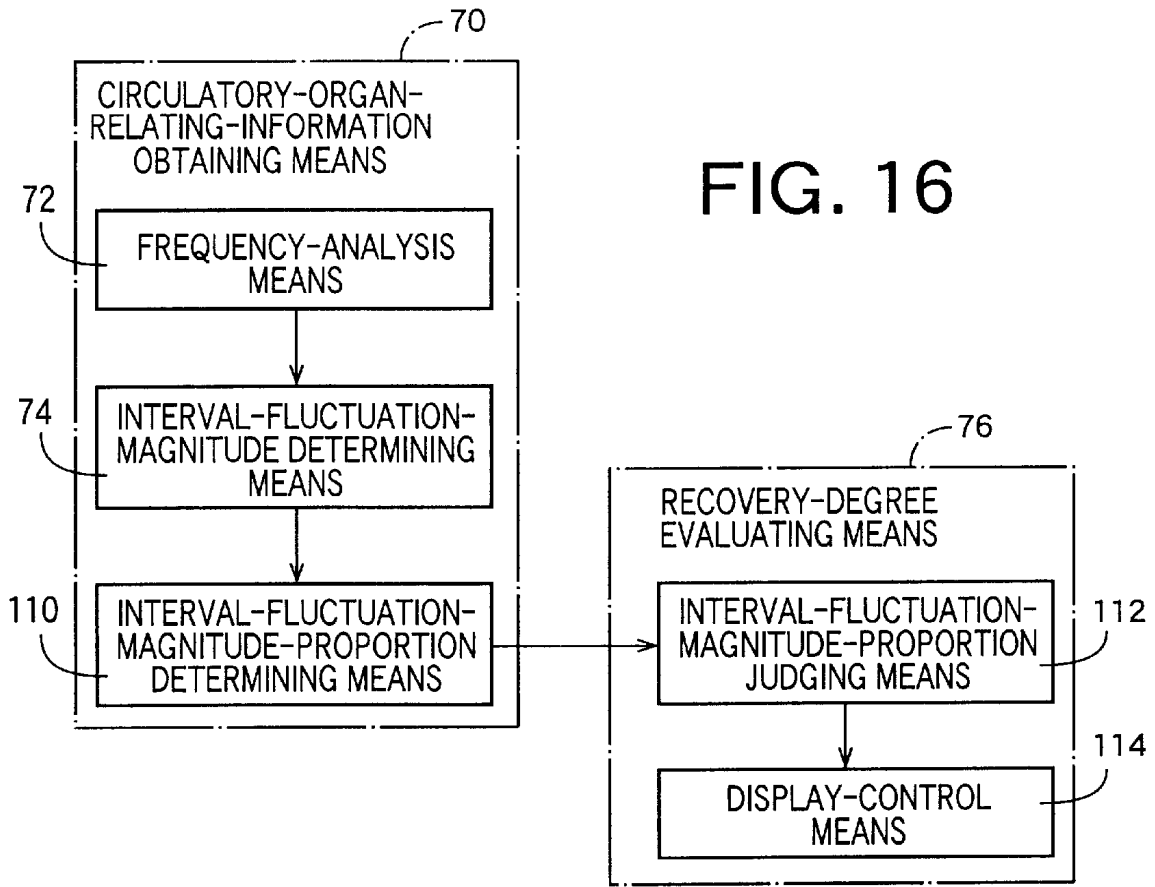 70
CIRCULATORY-ORGAN-
RELATING-INFORMATION
OBTAINING MEANS
FIG. 16
72
FREQUENCY-ANALYSIS
MEANS
74
INTERVAL-FLUCTUATION-
MAGNITUDE DETERMINING
MEANS
110
INTERVAL-FLUCTUATION-
MAGNITUDE-PROPORTION
DETERMINING MEANS
76
RECOVERY-DEGREE
EVALUATING MEANS
INTERVAL-FLUCTUATION-
MAGNITUDE-PROPORTION
JUDGING MEANS
112
DISPLAY-CONTROL
MEANS
114